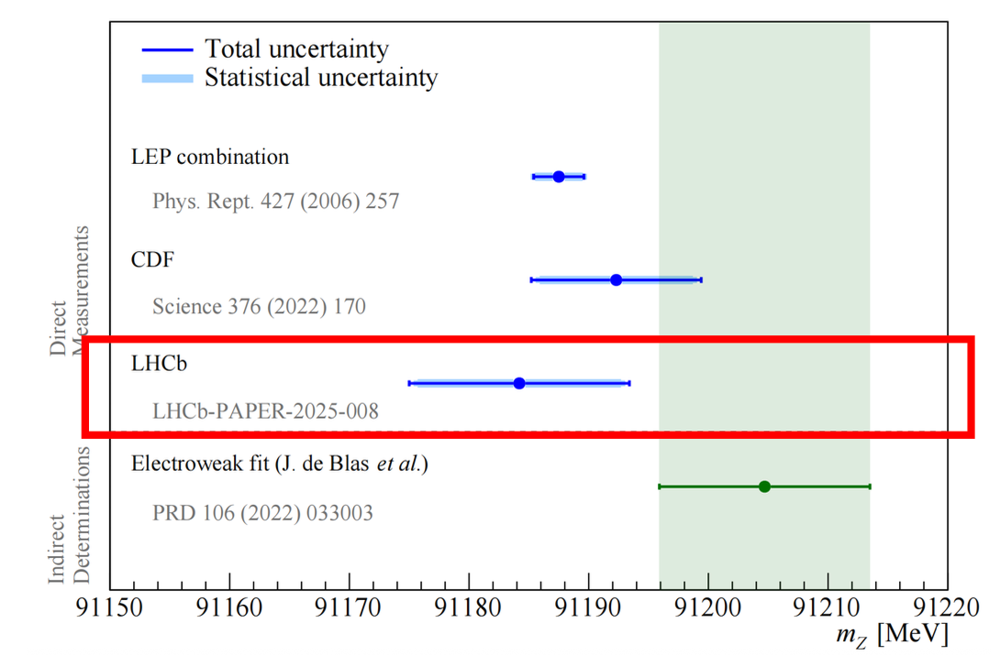 Total uncertainty
Statistical uncertainty
LEP combination
Phys. Rept. 427 (2006) 257
CDF
Science 376 (2022) 170
Direct
Measurements
LHCb
LHCb-PAPER-2025-008
Electroweak fit (J. de Blas et al.)
PRD 106 (2022) 033003
Indirect
Determinations
91150 91160 91170 91180 91190 91200 91210 91220
m_Z [MeV]